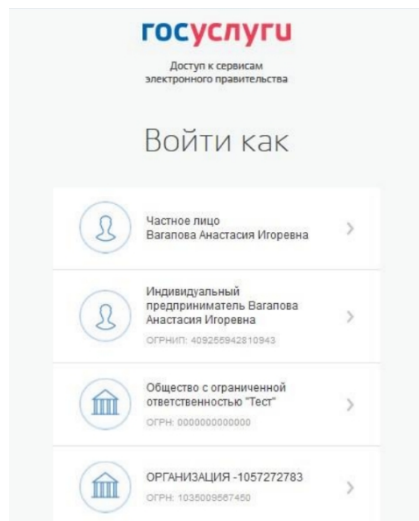 госуслуги
Доступ к сервисам
электронного правительства
Войти как
Частное лицо
Вагапова Анастасия Игоревна
Индивидуальный
предприниматель Вагапова
Анастасия Игоревна
ОГРНИП: 409255942810943
Общество с ограниченной
ответственностью "Тест"
ОГРН: 0000000000000
ОРГАНИЗАЦИЯ -1057272783
ОГРН: 1035009567450